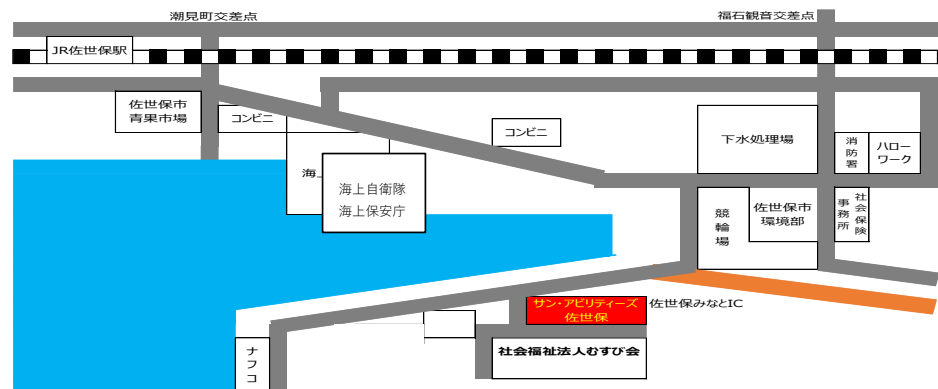 潮見町交差点
福石観音交差点
JR佐世保駅
佐世保市
青果市場
コンビニ
コンビニ
下水処理場
消防署
ハロー
ワーク
海上
海上自衛隊
海上保安庁
競輪場
佐世保市
環境部
社会保険
事務所
サン・アビリティーズ
佐世保
佐世保みなとIC
社会福祉法人むすび会
ナフコ